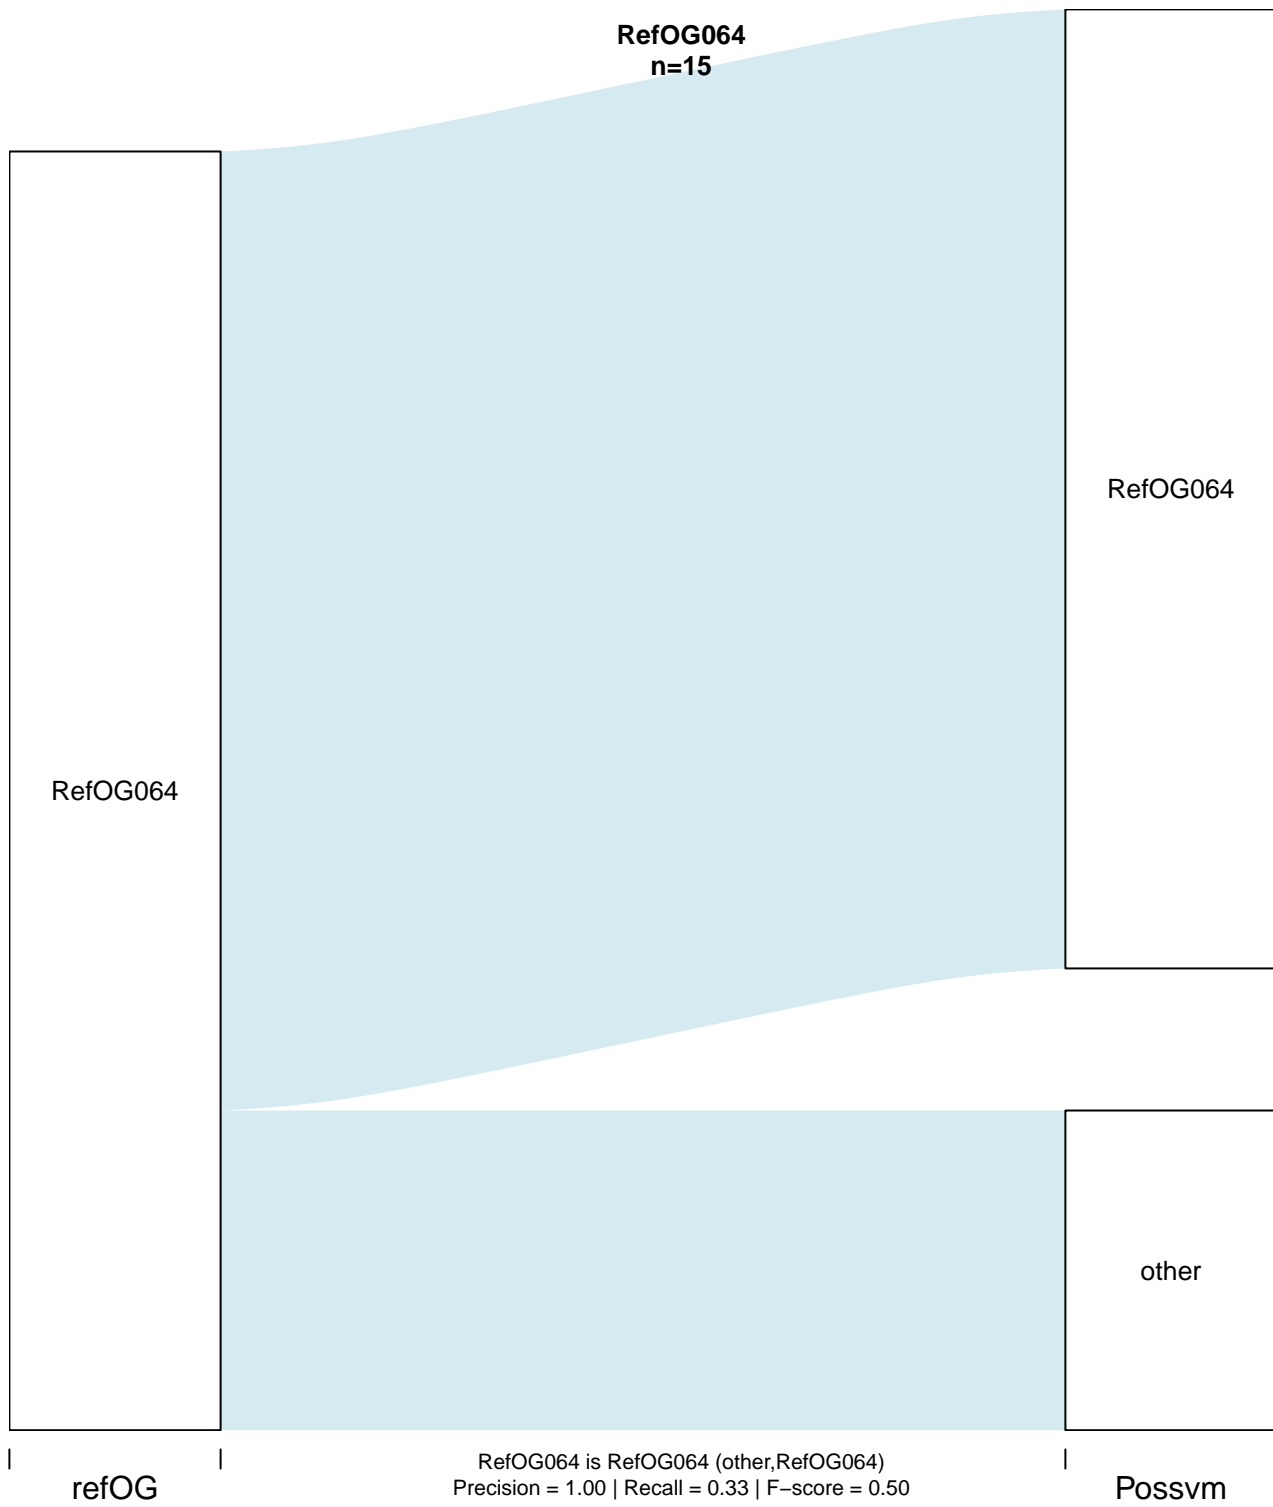 RefOG064
n=15
RefOG064
RefOG064
other
RefOG064 is RefOG064 (other,RefOG064)
Precision = 1.00 | Recall = 0.33 | F−score = 0.50
refOG
Possvm